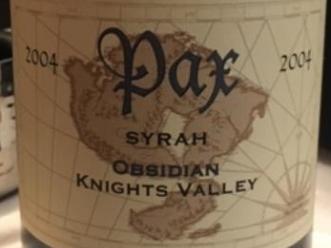 2004 Pax 2004
SYRAH
OBSIDIAN
KNIGHTS VALLEY